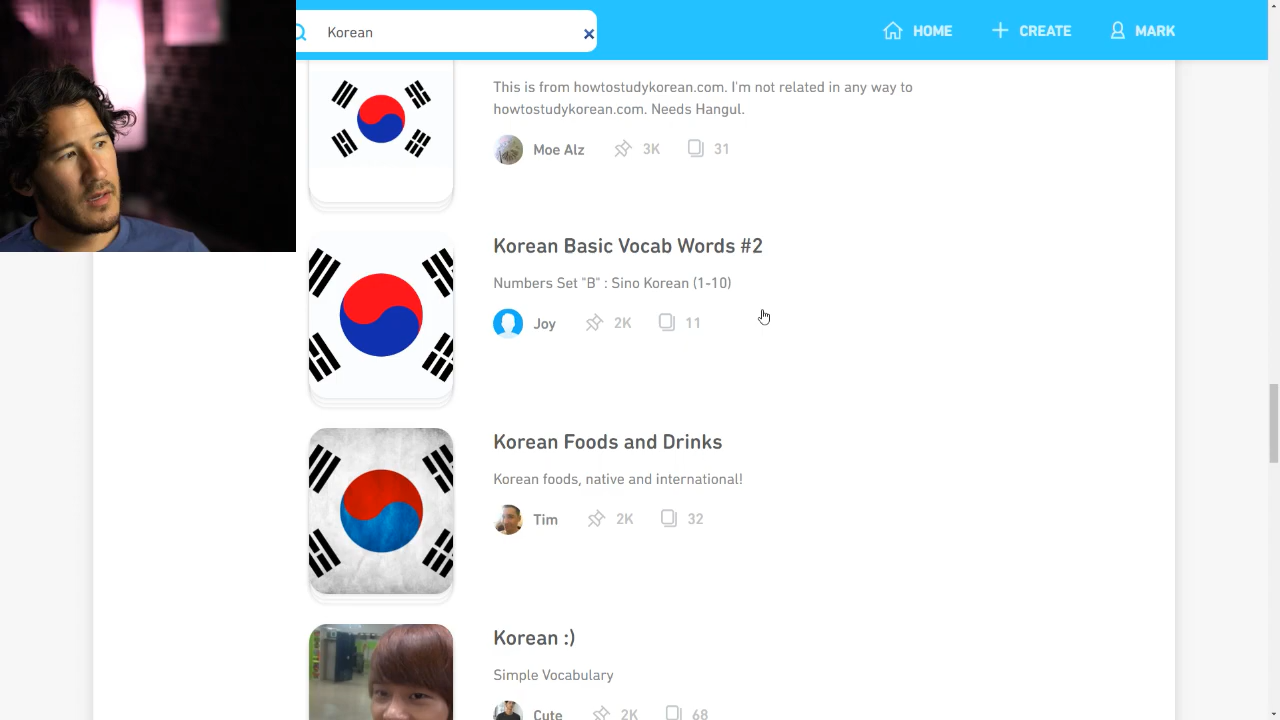 Korean
HOME
CREATE
MARK
This is from howtostudykorean.com. I'm not related in any way to
howtostudykorean.com. Needs Hangul.
Moe Alz 3K 31
Korean Basic Vocab Words #2
Numbers Set "B" : Sino Korean (1-10)
Joy 2K 11
Korean Foods and Drinks
Korean foods, native and international!
Tim 2K 32
Korean :)
Simple Vocabulary
Cute 2K 68